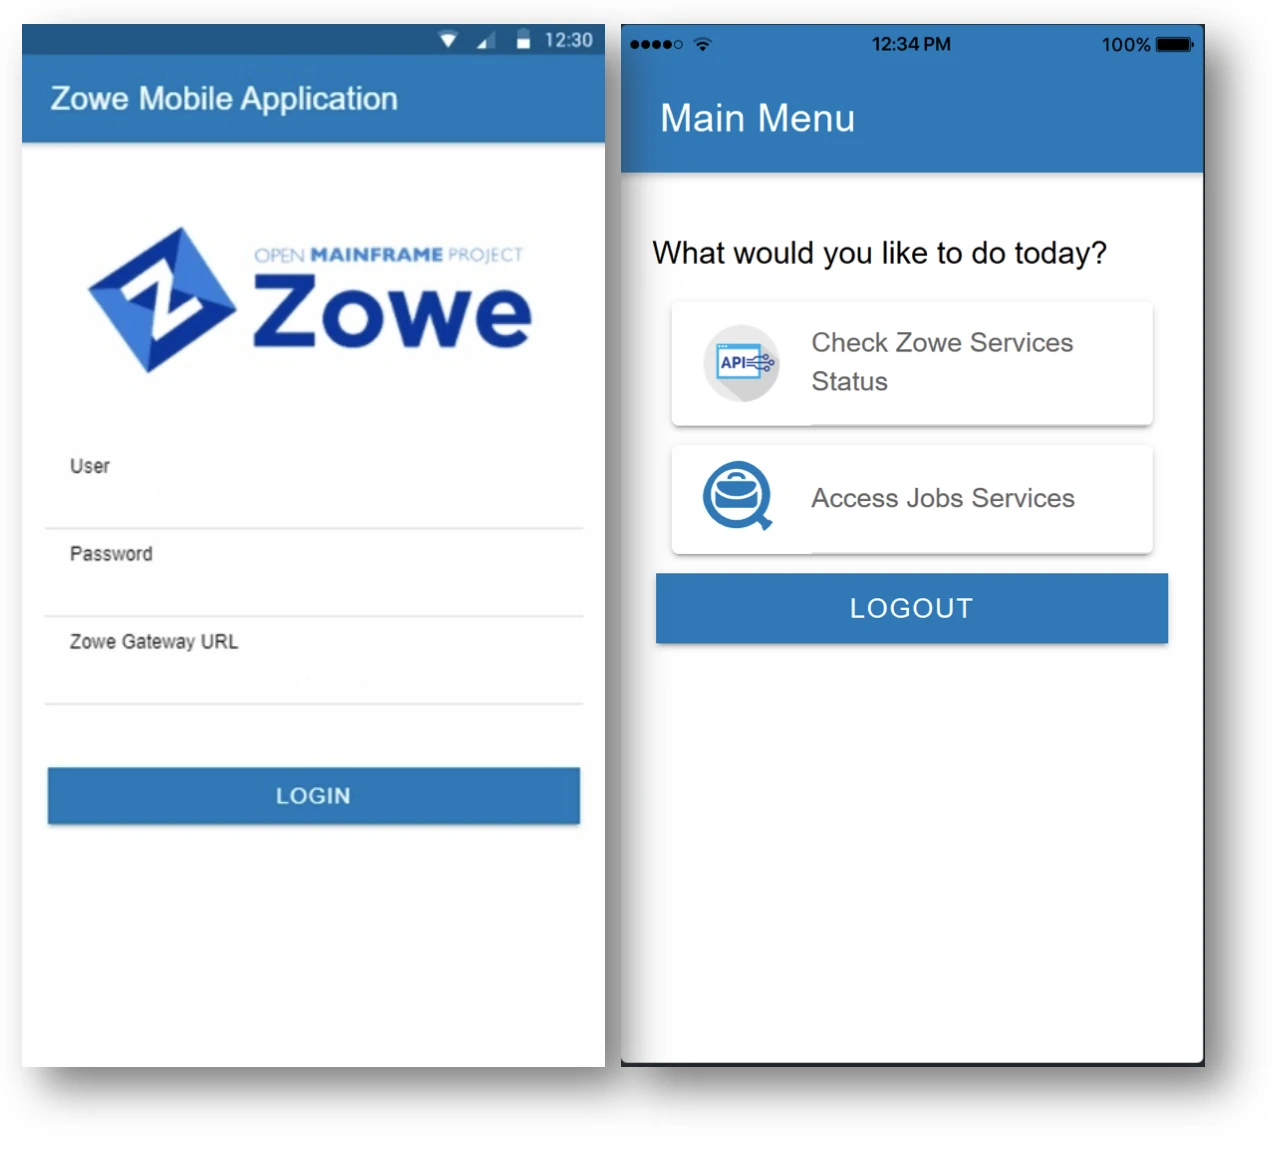 12:30
Zowe Mobile Application
OPEN MAINFRAME PROJECT
Zowe
User
Password
Zowe Gateway URL
LOGIN
12:34 PM
100%
Main Menu
What would you like to do today?
API
Check Zowe Services
Status
Access Jobs Services
LOGOUT